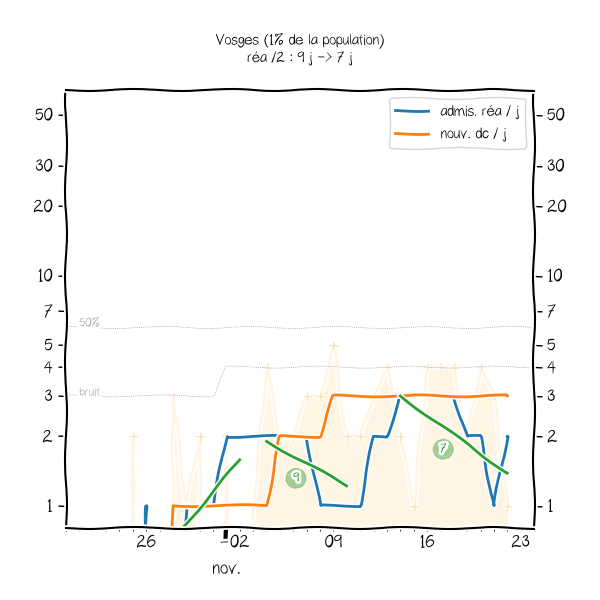 Vosges (1% de la population)
réa /2 : 9 j -> 7 j
admis. réa / j
nouv. dc / j
50 50
30 30
20 20
10 10
7 7
50%
5 5
4 4
bruit
3 3
2 2
7
9
1 1
26 02 09 16 23
nov.